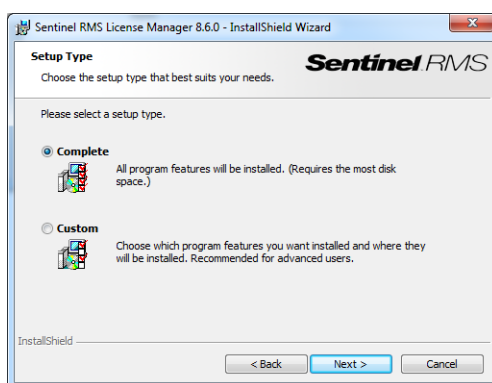 Sentinel RMS License Manager 8.6.0 - InstallShield Wizard
Setup Type
Choose the setup type that best suits your needs.
Sentinel RMS
Please select a setup type.
Complete
All program features will be installed. (Requires the most disk
space.)
Custom
Choose which program features you want installed and where they
will be installed. Recommended for advanced users.
InstallShield
< Back
Next >
Cancel